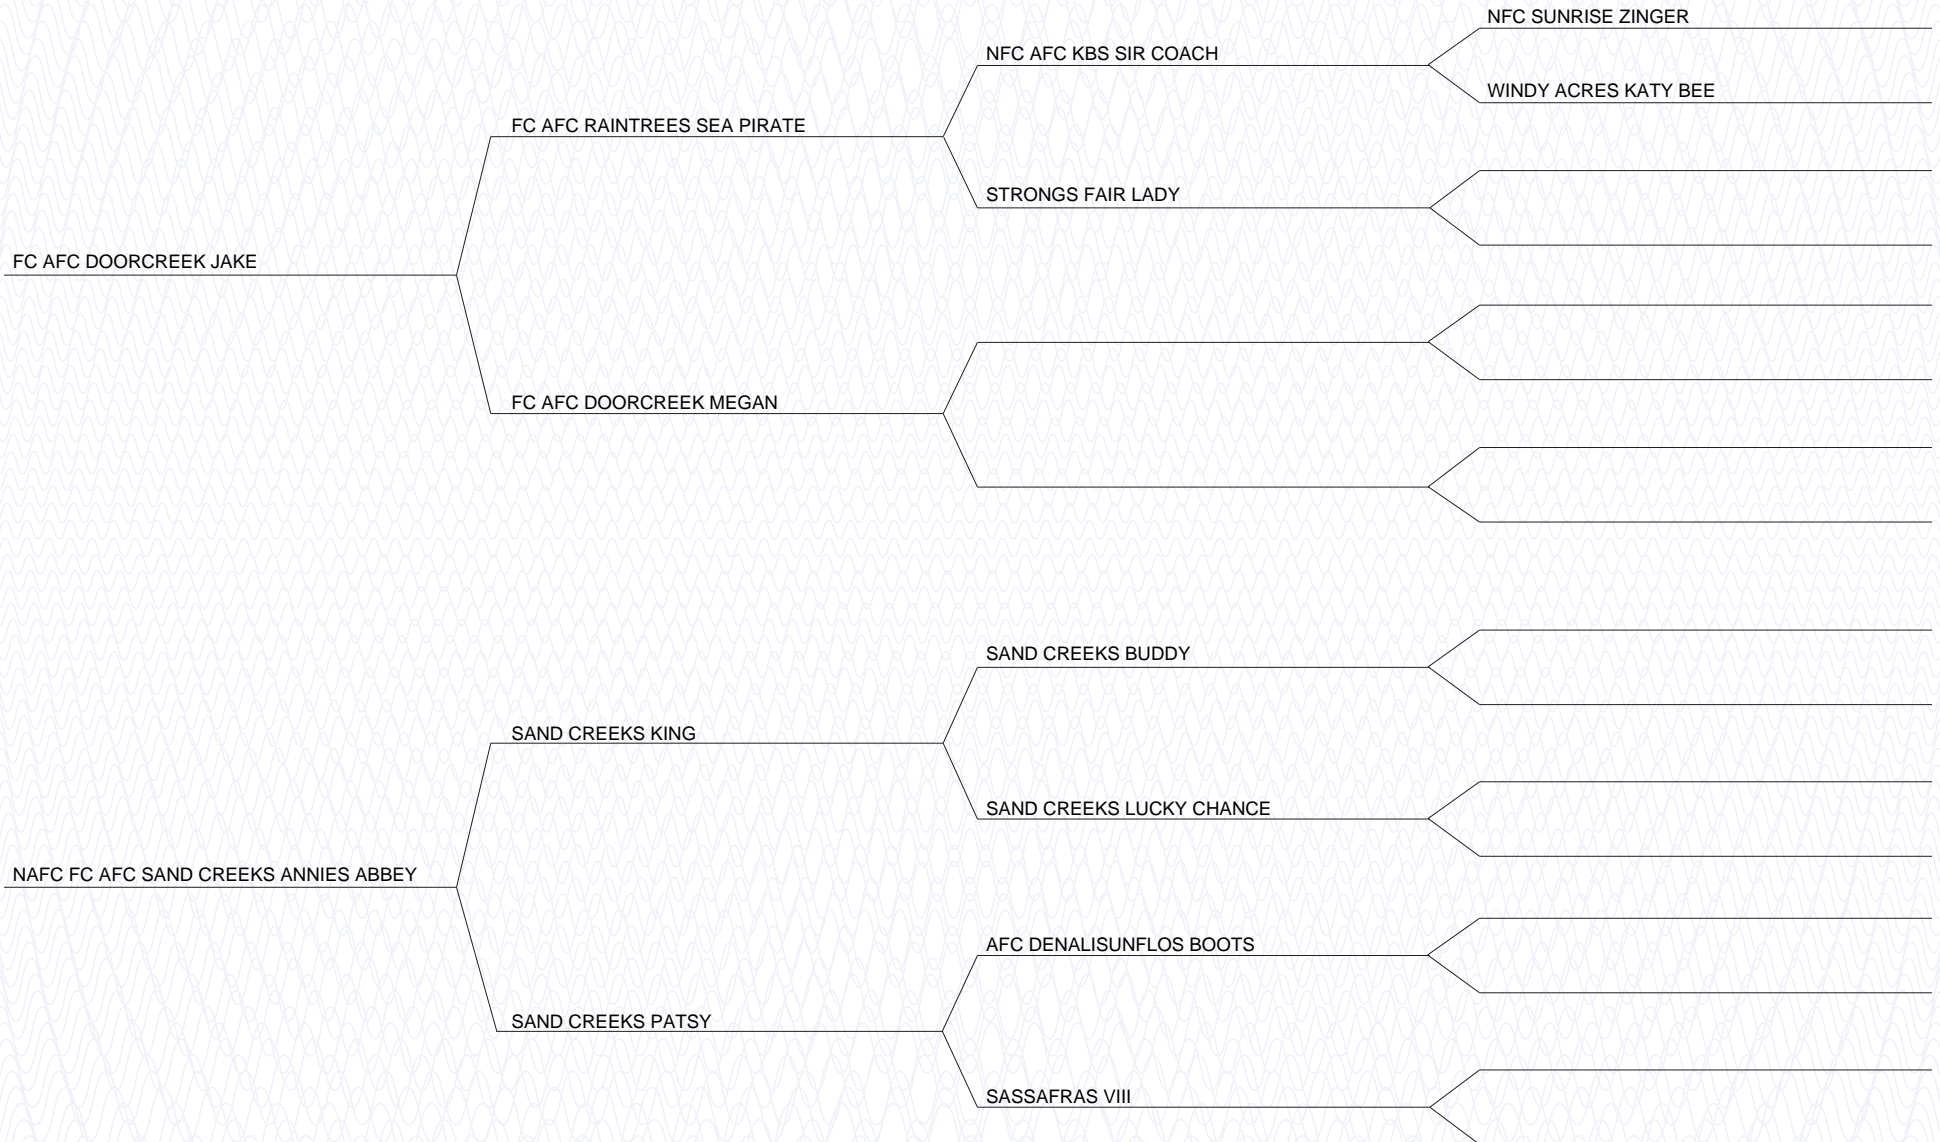 NFC SUNRISE ZINGER
NFC AFC KBS SIR COACH
WINDY ACRES KATY BEE
FC AFC RAINTREES SEA PIRATE
STRONGS FAIR LADY
FC AFC DOORCREEK JAKE
FC AFC DOORCREEK MEGAN
SAND CREEKS BUDDY
SAND CREEKS KING
SAND CREEKS LUCKY CHANCE
NAFC FC AFC SAND CREEKS ANNIES ABBEY
AFC DENALISUNFLOS BOOTS
SAND CREEKS PATSY
SASSAFRAS VIII